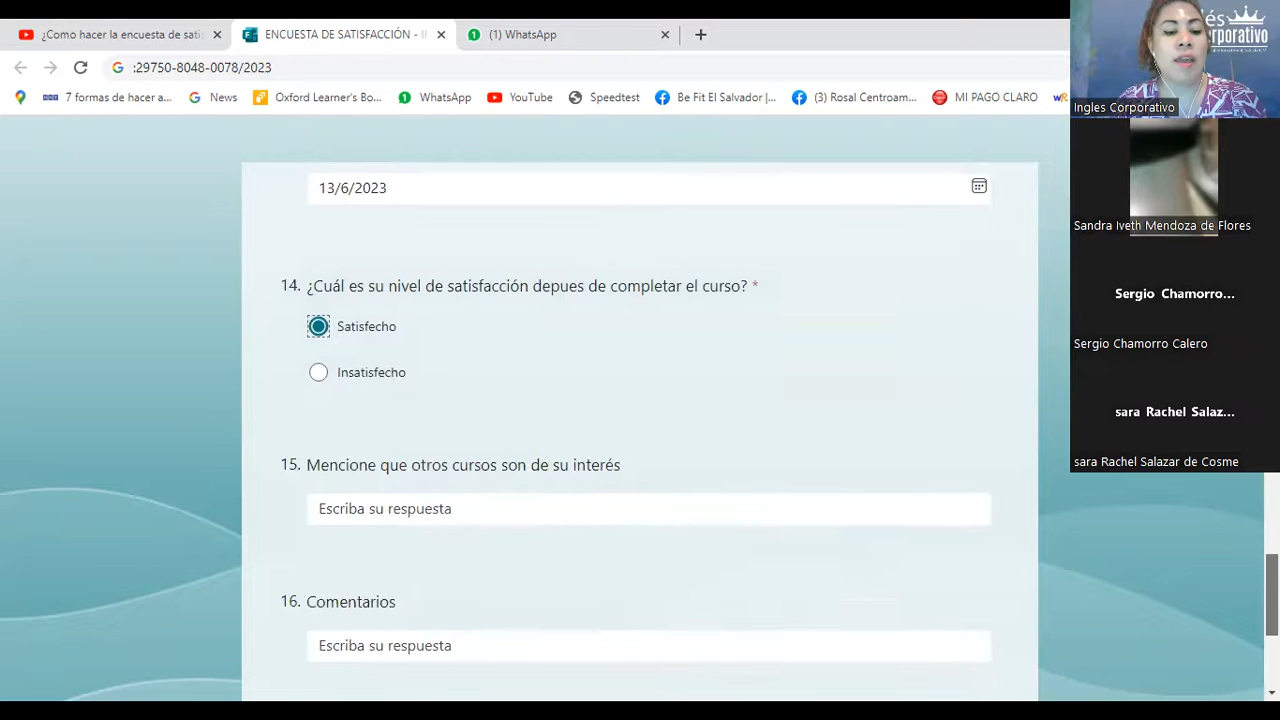 ¿Como hacer la encuesta de sati
ENCUESTA DE SATISFACCIÓN - I
(1) WhatsApp
:29750-8048-0078/2023
7 formas de hacer a...
News
Oxford Learner's Bo...
WhatsApp
YouTube
Speedtest
Be Fit El Salvador |...
(3) Rosal Centroam...
MI PAGO CLARO
13/6/2023
14. ¿Cuál es su nivel de satisfacción depues de completar el curso? *
Satisfecho
Insatisfecho
15. Mencione que otros cursos son de su interés
Escriba su respuesta
16. Comentarios
Escriba su respuesta
Ingles Corporativo
Sandra Iveth Mendoza de Flores
Sergio Chamorro...
Sergio Chamorro Calero
sara Rachel Salaz...
sara Rachel Salazar de Cosme